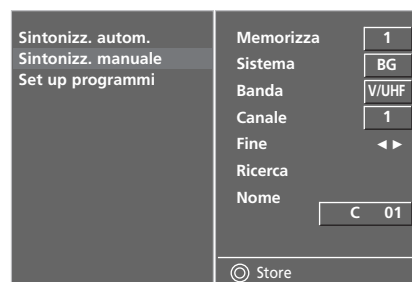 Sintonizz. autom.
Sintonizz. manuale
Set up programmi
Memorizza 1
Sistema BG
Banda V/UHF
Canale 1
Fine ◄►
Ricerca
Nome
C 01
Store